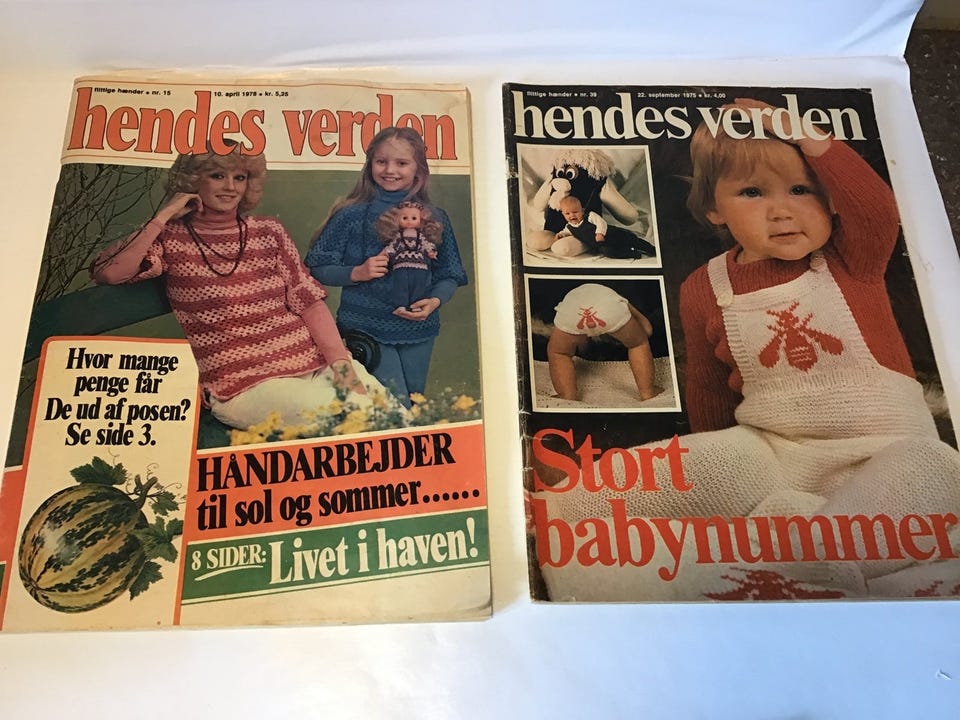 flittige hænder • nr. 15
10. april 1978 • kr. 5,25
hendes verden
Hvor mange
penge får
De ud af posen?
Se side 3.
HÅNDARBEJDER
til sol og sommer......
8 SIDER: Livet i haven!
flittige hænder • nr. 39
22. september 1975 • kr. 4,00
hendes verden
Stort
babynummer